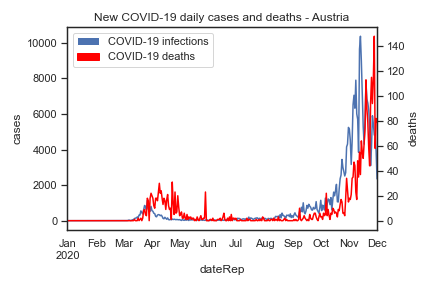 New COVID-19 daily cases and deaths - Austria
COVID-19 infections
COVID-19 deaths
10000
8000
6000
4000
2000
0
cases
140
120
100
80
60
40
20
0
deaths
Jan Feb Mar Apr May Jun Jul Aug Sep Oct Nov Dec
2020
dateRep